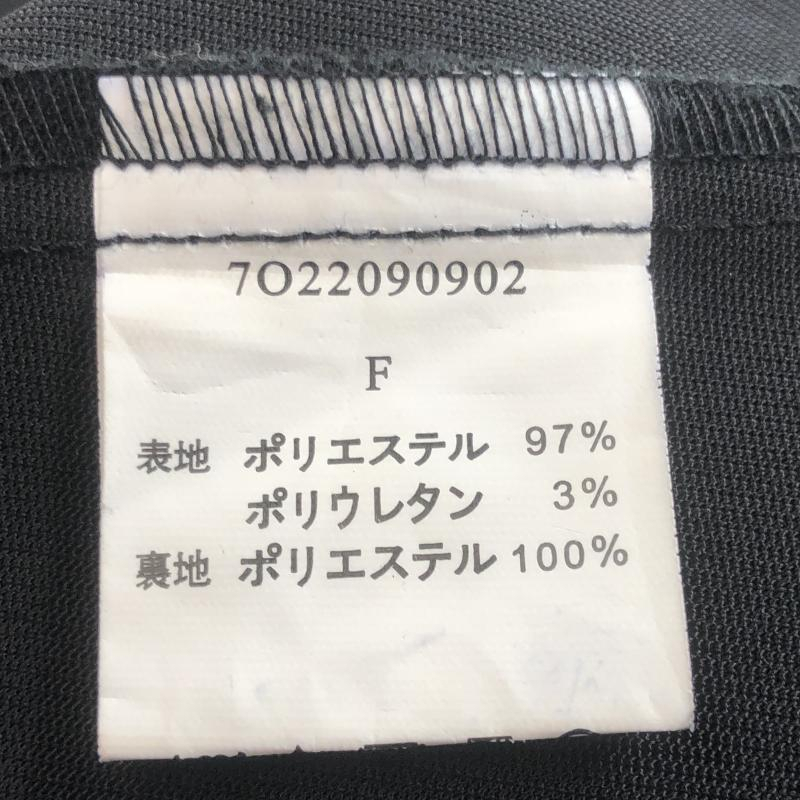 7O22090902
F
表地 ポリエステル 97%
ポリウレタン 3%
裏地 ポリエステル 100%